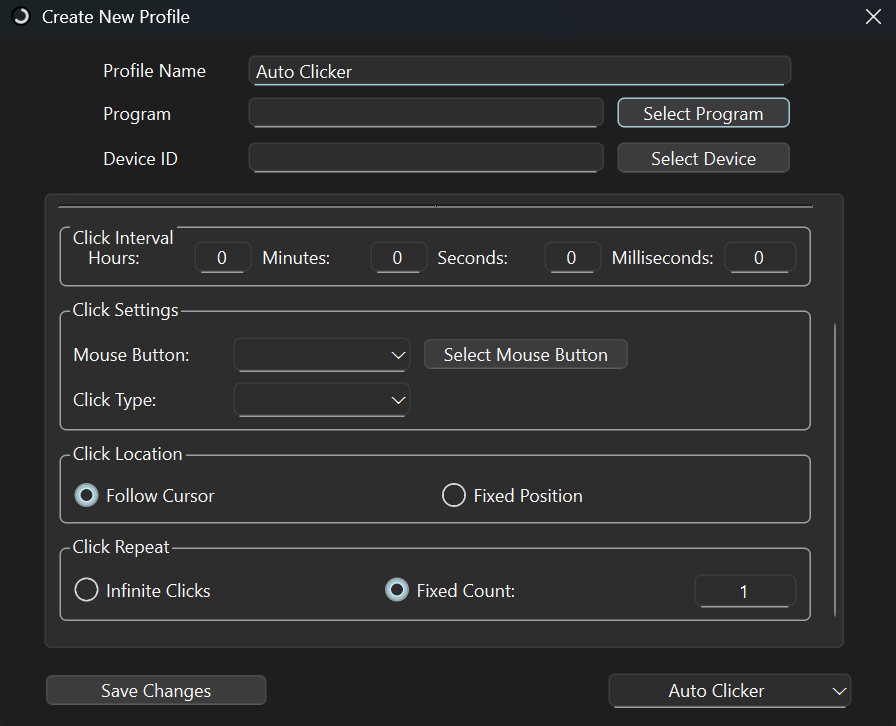 Create New Profile
Profile Name Auto Clicker
Program Select Program
Device ID Select Device
Click Interval
Hours: 0 Minutes: 0 Seconds: 0 Milliseconds: 0
Click Settings
Mouse Button: Select Mouse Button
Click Type:
Click Location
Follow Cursor Fixed Position
Click Repeat
Infinite Clicks Fixed Count: 1
Save Changes Auto Clicker